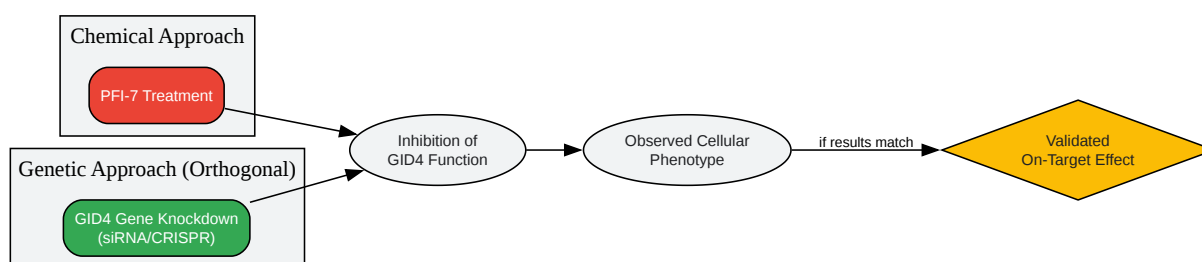 Chemical Approach
PFI-7 Treatment
Genetic Approach (Orthogonal)
GID4 Gene Knockdown
(siRNA/CRISPR)
Inhibition of
GID4 Function
Observed Cellular
Phenotype
if results match
Validated
On-Target Effect